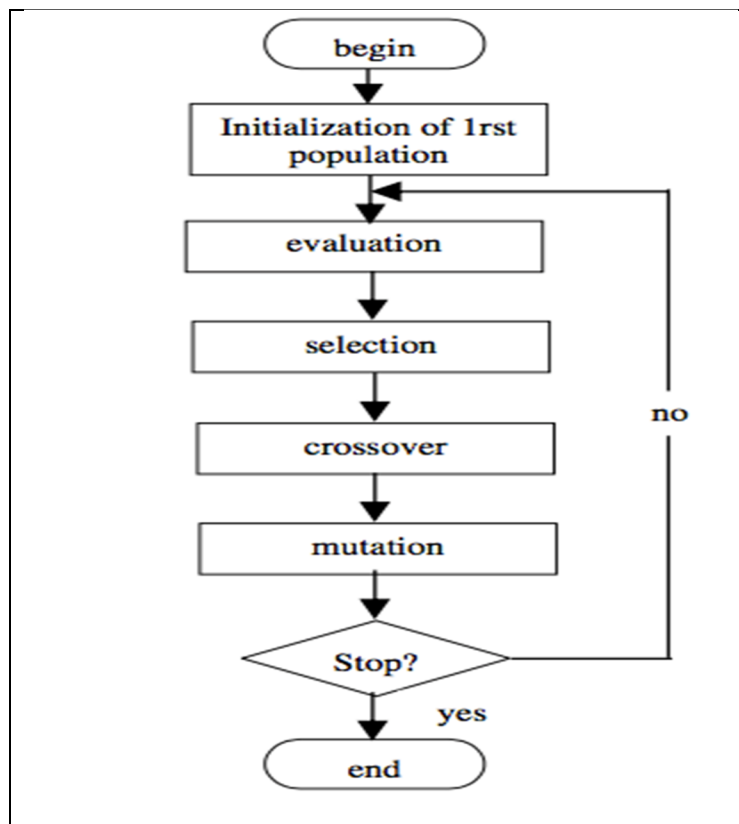 begin
Initialization of 1rst
population
evaluation
selection
crossover
no
mutation
Stop?
yes
end